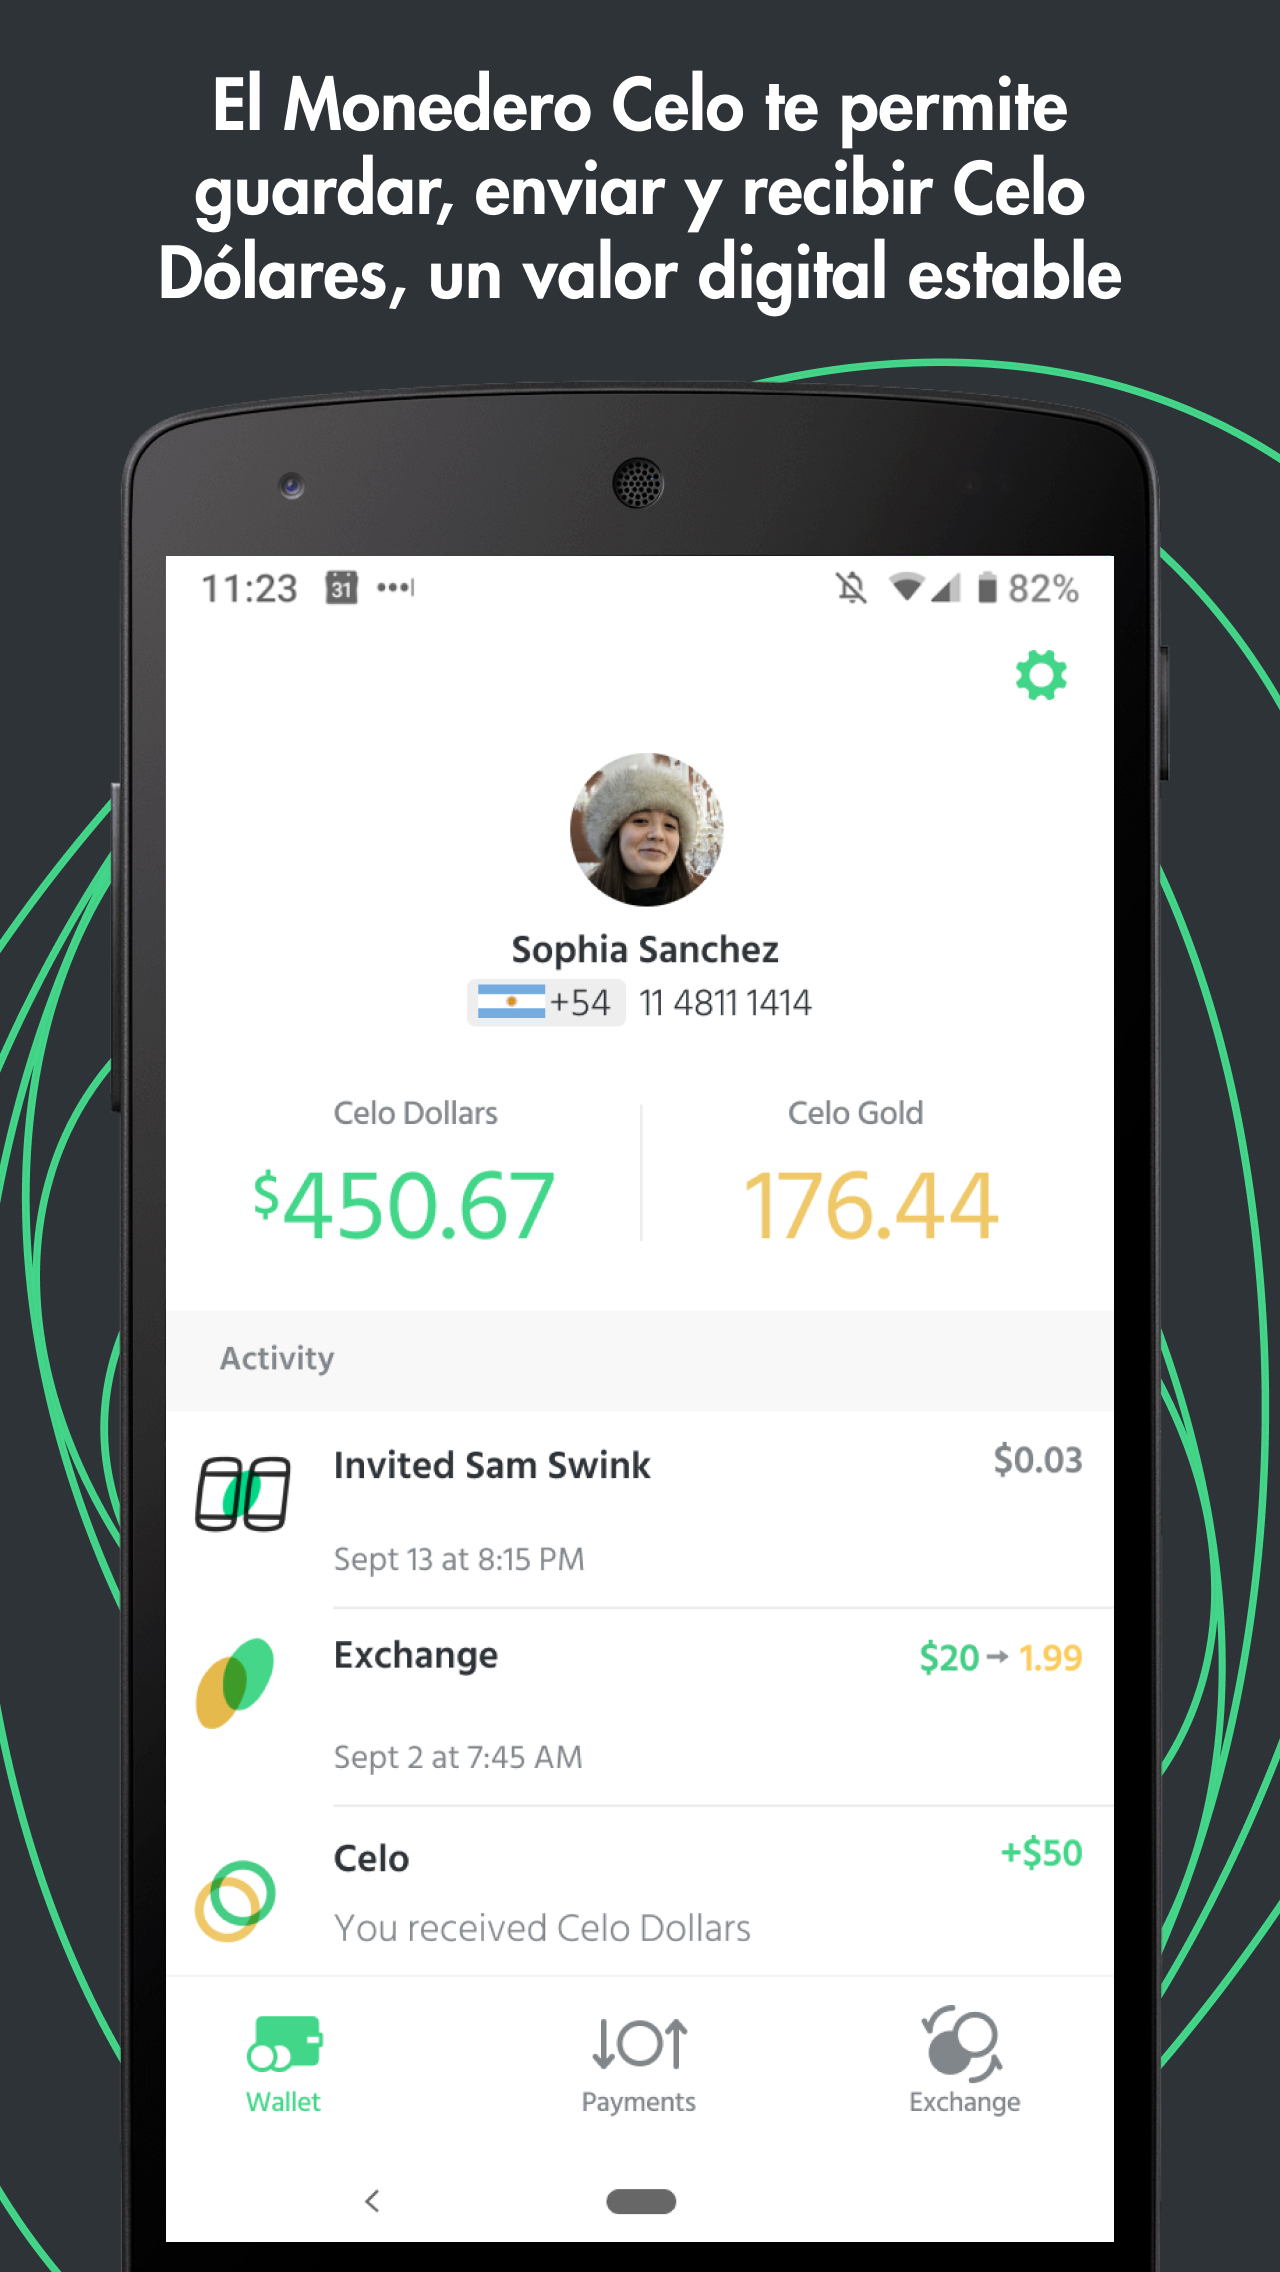 El Monedero Celo te permite
guardar, enviar y recibir Celo
Dólares, un valor digital estable
11:23 31 82%
Sophia Sanchez
+54 11 4811 1414
Celo Dollars Celo Gold
$450.67 176.44
Activity
Invited Sam Swink $0.03
Sept 13 at 8:15 PM
Exchange $20→1.99
Sept 2 at 7:45 AM
Celo +$50
You received Celo Dollars
Wallet Payments Exchange